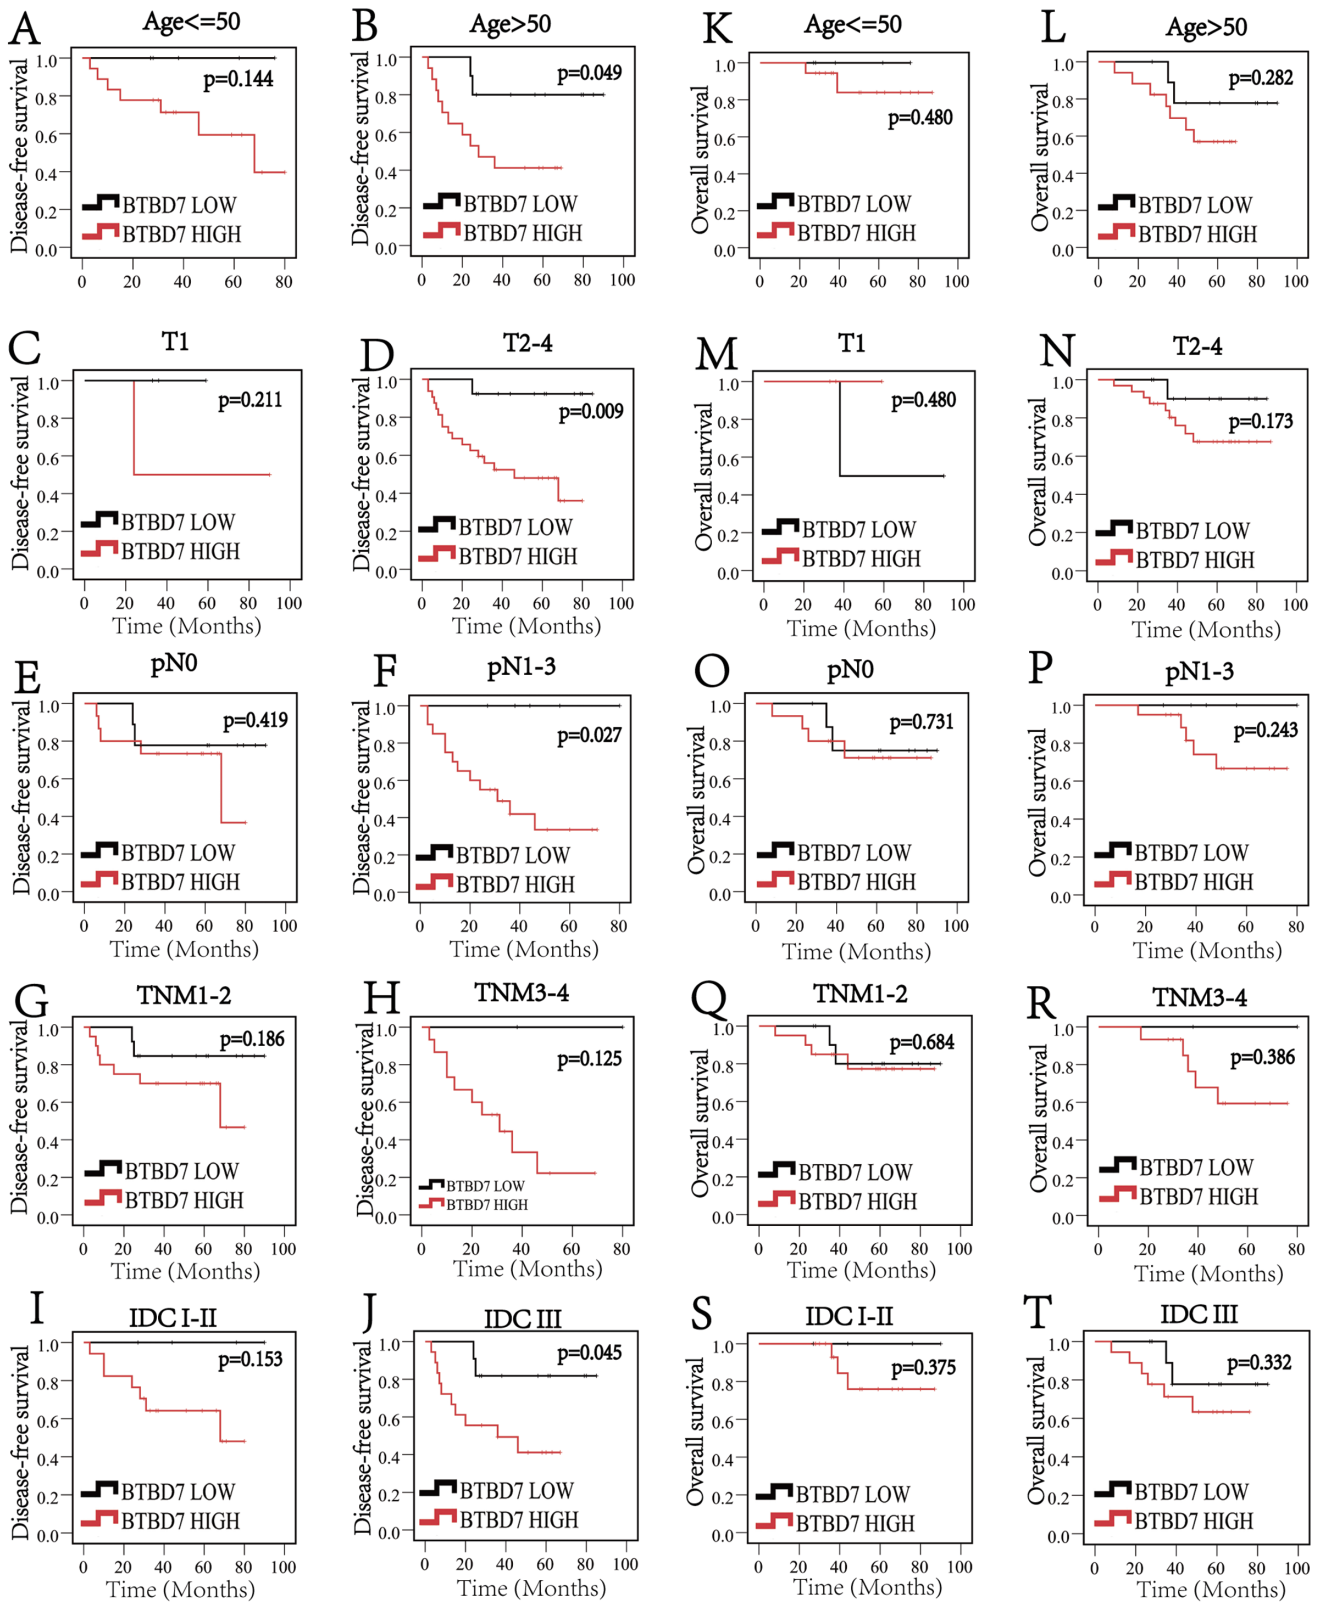 A
Age<=50
Disease-free survival
1.0
0.8
0.6
0.4
0.2
0.0
p=0.144
BTBD7 LOW
BTBD7 HIGH
0 20 40 60 80
B
Age>50
Disease-free survival
1.0
0.8
0.6
0.4
0.2
0.0
p=0.049
BTBD7 LOW
BTBD7 HIGH
0 20 40 60 80 100
K
Age<=50
Overall survival
1.0
0.8
0.6
0.4
0.2
0.0
p=0.480
BTBD7 LOW
BTBD7 HIGH
0 20 40 60 80 100
L
Age>50
Overall survival
1.0
0.8
0.6
0.4
0.2
0.0
p=0.282
BTBD7 LOW
BTBD7 HIGH
0 20 40 60 80 100
C
T1
Disease-free survival
1.0
0.8
0.6
0.4
0.2
0.0
p=0.211
BTBD7 LOW
BTBD7 HIGH
0 20 40 60 80 100
Time (Months)
D
T2-4
Disease-free survival
1.0
0.8
0.6
0.4
0.2
0.0
p=0.009
BTBD7 LOW
BTBD7 HIGH
0 20 40 60 80 100
Time (Months)
M
T1
Overall survival
1.0
0.8
0.6
0.4
0.2
0.0
p=0.480
BTBD7 LOW
BTBD7 HIGH
0 20 40 60 80 100
Time (Months)
N
T2-4
Overall survival
1.0
0.8
0.6
0.4
0.2
0.0
p=0.173
BTBD7 LOW
BTBD7 HIGH
0 20 40 60 80 100
Time (Months)
E
pN0
Disease-free survival
1.0
0.8
0.6
0.4
0.2
0.0
p=0.419
BTBD7 LOW
BTBD7 HIGH
0 20 40 60 80 100
Time (Months)
F
pN1-3
Disease-free survival
1.0
0.8
0.6
0.4
0.2
0.0
p=0.027
BTBD7 LOW
BTBD7 HIGH
0 20 40 60 80
Time (Months)
O
pN0
Overall survival
1.0
0.8
0.6
0.4
0.2
0.0
p=0.731
BTBD7 LOW
BTBD7 HIGH
0 20 40 60 80 100
Time (Months)
P
pN1-3
Overall survival
1.0
0.8
0.6
0.4
0.2
0.0
p=0.243
BTBD7 LOW
BTBD7 HIGH
0 20 40 60 80
Time (Months)
G
TNM1-2
Disease-free survival
1.0
0.8
0.6
0.4
0.2
0.0
p=0.186
BTBD7 LOW
BTBD7 HIGH
0 20 40 60 80 100
Time (Months)
H
TNM3-4
Disease-free survival
1.0
0.8
0.6
0.4
0.2
0.0
p=0.125
BTBD7 LOW
BTBD7 HIGH
0 20 40 60 80
Time (Months)
Q
TNM1-2
Overall survival
1.0
0.8
0.6
0.4
0.2
0.0
p=0.684
BTBD7 LOW
BTBD7 HIGH
0 20 40 60 80 100
Time (Months)
R
TNM3-4
Overall survival
1.0
0.8
0.6
0.4
0.2
0.0
p=0.386
BTBD7 LOW
BTBD7 HIGH
0 20 40 60 80
Time (Months)
I
IDC I-II
Disease-free survival
1.0
0.8
0.6
0.4
0.2
0.0
p=0.153
BTBD7 LOW
BTBD7 HIGH
0 20 40 60 80 100
Time (Months)
J
IDC III
Disease-free survival
1.0
0.8
0.6
0.4
0.2
0.0
p=0.045
BTBD7 LOW
BTBD7 HIGH
0 20 40 60 80 100
Time (Months)
S
IDC I-II
Overall survival
1.0
0.8
0.6
0.4
0.2
0.0
p=0.375
BTBD7 LOW
BTBD7 HIGH
0 20 40 60 80 100
Time (Months)
T
IDC III
Overall survival
1.0
0.8
0.6
0.4
0.2
0.0
p=0.332
BTBD7 LOW
BTBD7 HIGH
0 20 40 60 80 100
Time (Months)